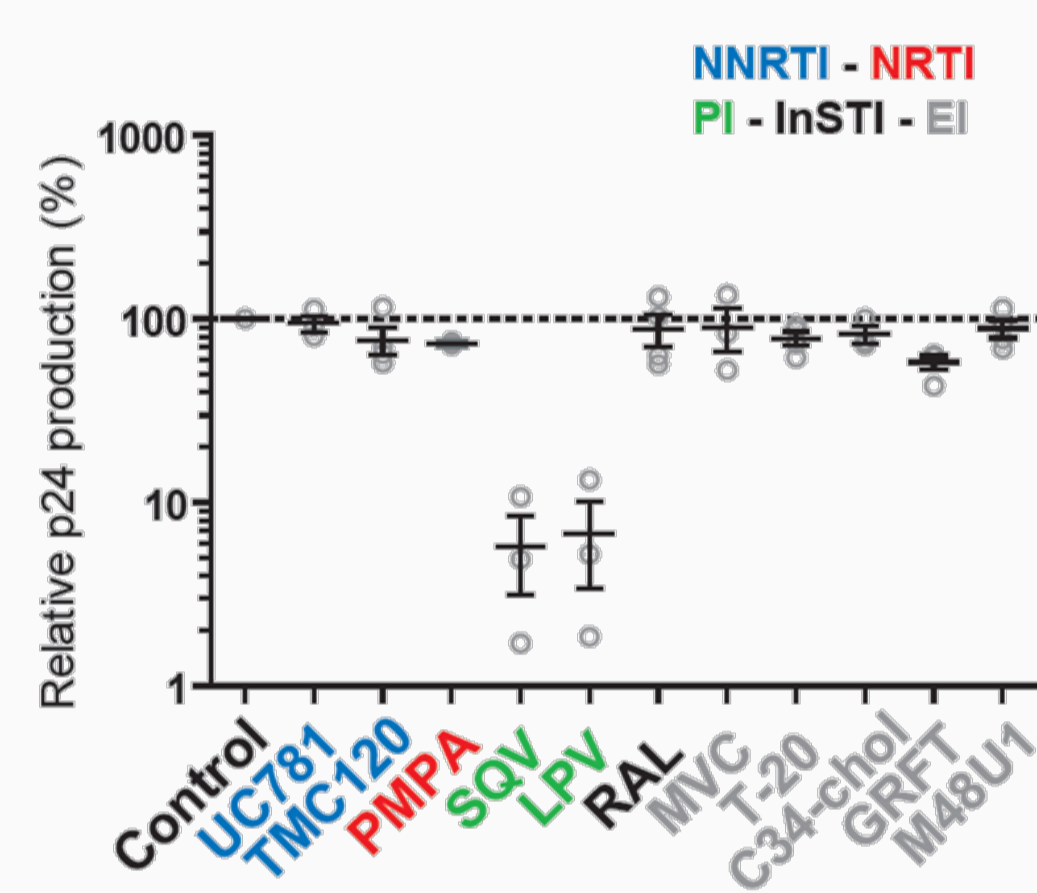 NNRTI - NRTI
PI - InSTI - EI
Relative p24 production (%)
1000
100
10
1
Control
UC781
TMC120
PMPA
SQV
LPV
RAL
MVC
T-20
C34-chol
GRFT
M48U1